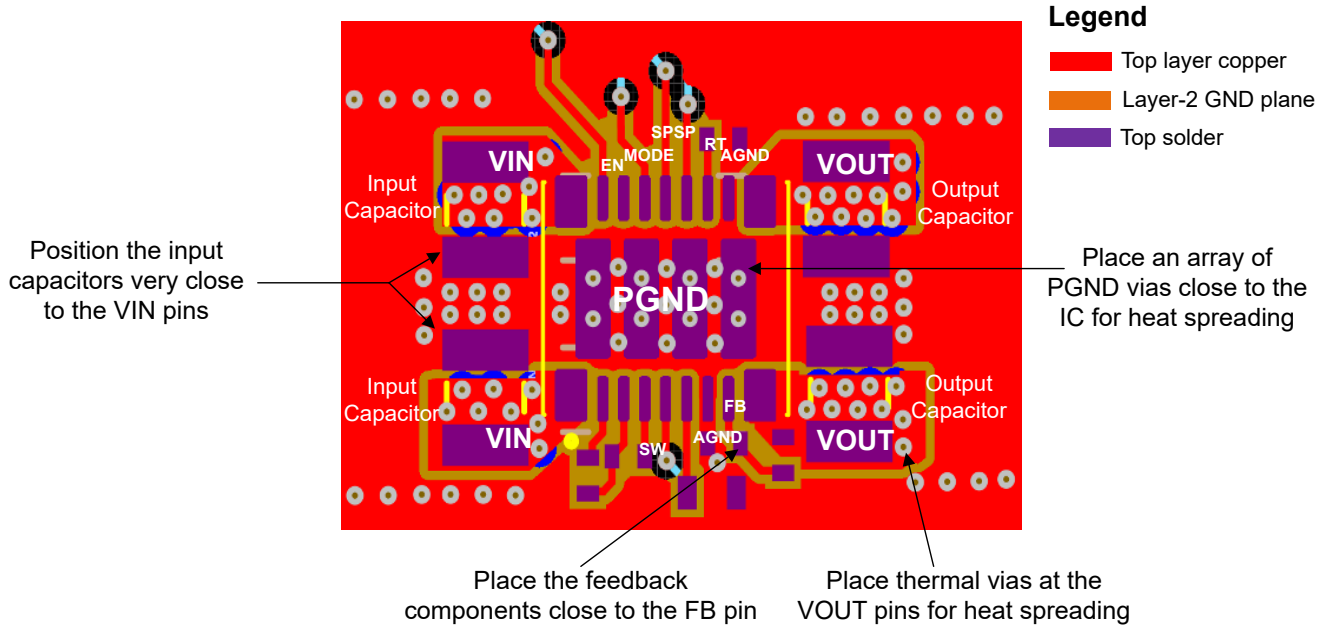 Legend
Top layer copper
Layer-2 GND plane
Top solder
SPSP
RT
MODE
AGND
EN
VIN
VOUT
Input
Capacitor
Output
Capacitor
Position the input
capacitors very close
to the VIN pins
PGND
Place an array of
PGND vias close to the
IC for heat spreading
Input
Capacitor
Output
Capacitor
FB
VIN
SW
AGND
VOUT
Place the feedback
components close to the FB pin
Place thermal vias at the
VOUT pins for heat spreading